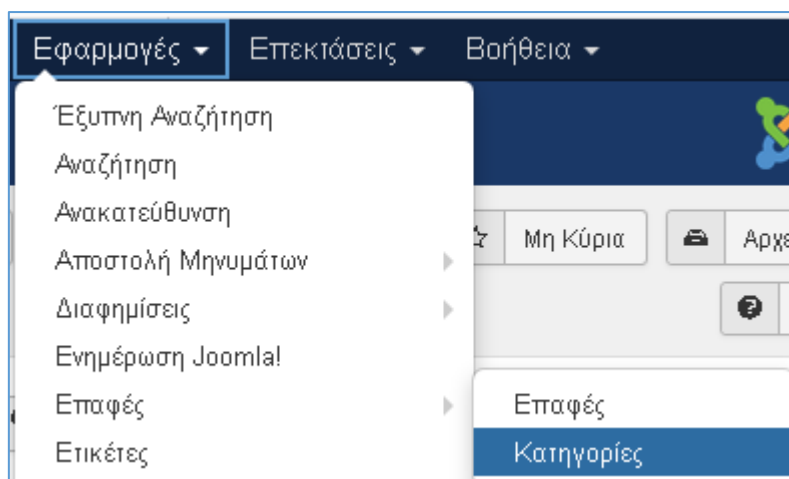 Εφαρμογές Επεκτάσεις Βοήθεια
Έξυπνη Αναζήτηση
Αναζήτηση
Ανακατεύθυνση
Μη Κύρια
Αποστολή Μηνυμάτων
Διαφημίσεις
Ενημέρωση Joomla!
Επαφές Επαφές
Ετικέτες Κατηγορίες